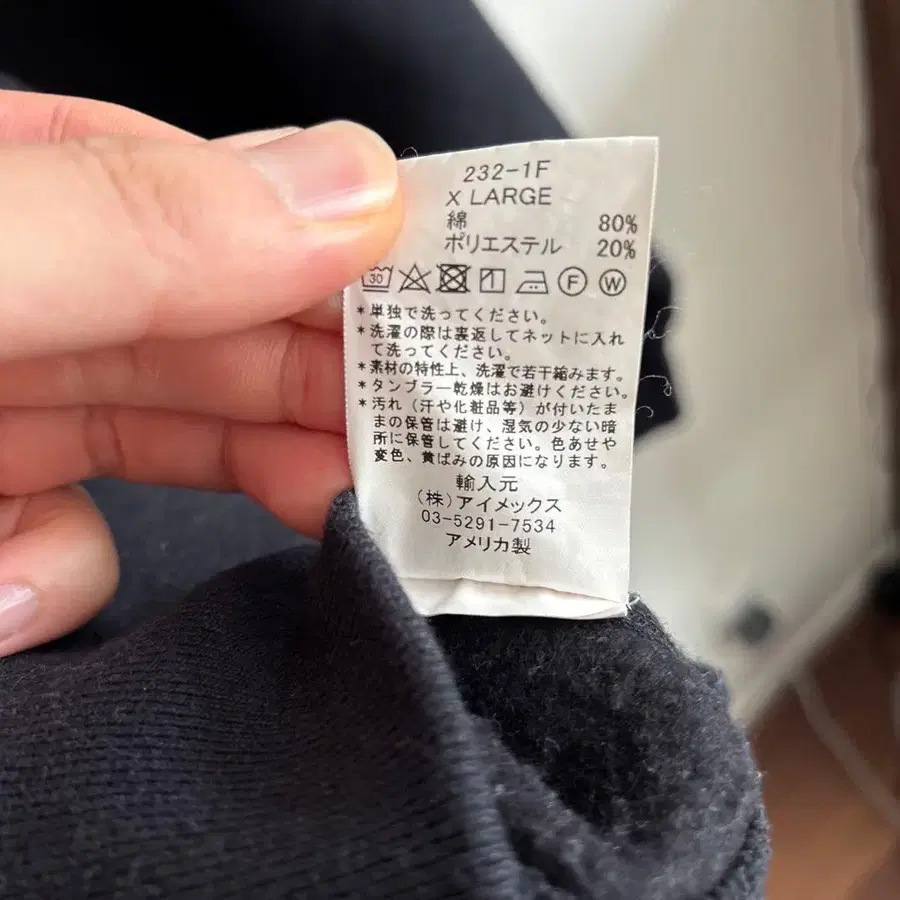 232-1F
X LARGE
綿 80%
ポリエステル 20%
30 1 F W
*単独で洗ってください。
*洗濯の際は裏返してネットに入れ
て洗ってください。
*素材の特性上、洗濯で若干縮みます。
*タンブラー乾燥はお避けください。
*汚れ（汗や化粧品等）が付いたま
まの保管は避け、湿気の少ない暗
所に保管してください。色あせや
変色、黄ばみの原因になります。
輸入元
(株)アイメックス
03-5291-7534
アメリカ製